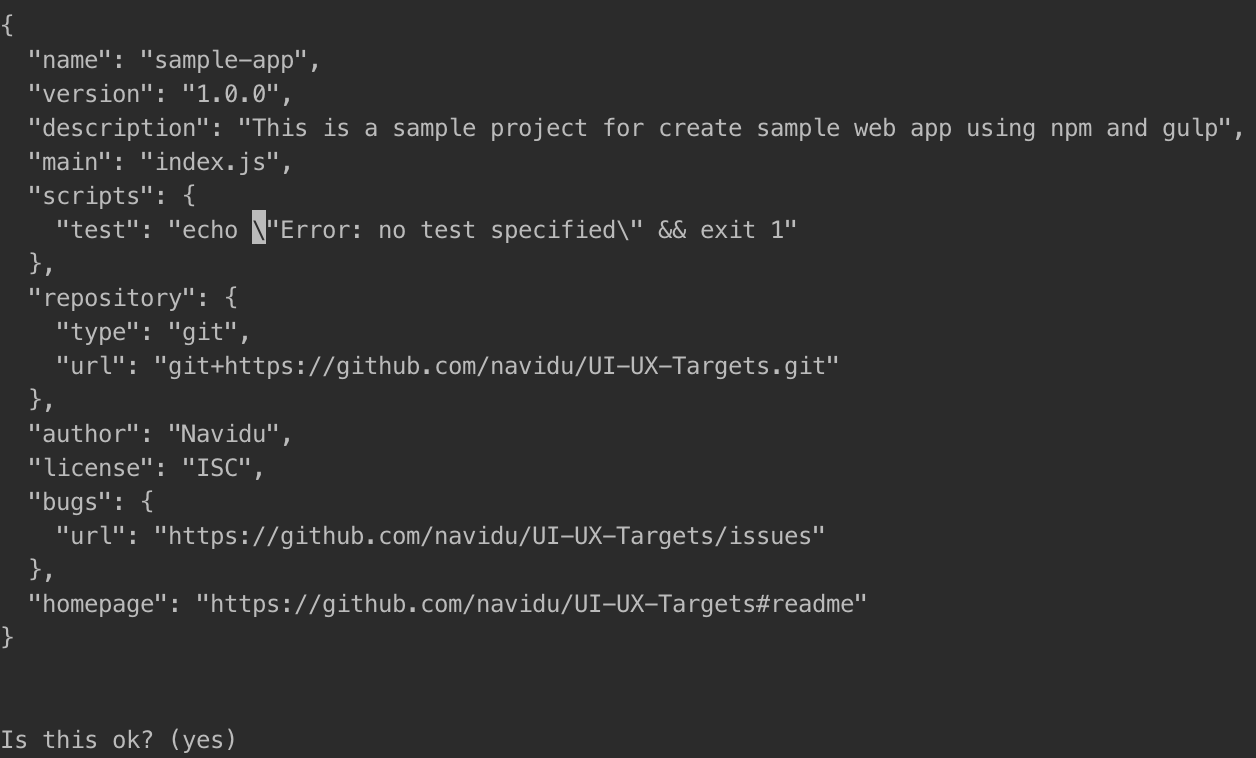 {
  "name": "sample-app",
  "version": "1.0.0",
  "description": "This is a sample project for create sample web app using npm and gulp",
  "main": "index.js",
  "scripts": {
    "test": "echo \"Error: no test specified\" && exit 1"
  },
  "repository": {
    "type": "git",
    "url": "git+https://github.com/navidu/UI-UX-Targets.git"
  },
  "author": "Navidu",
  "license": "ISC",
  "bugs": {
    "url": "https://github.com/navidu/UI-UX-Targets/issues"
  },
  "homepage": "https://github.com/navidu/UI-UX-Targets#readme"
}
Is this ok? (yes)